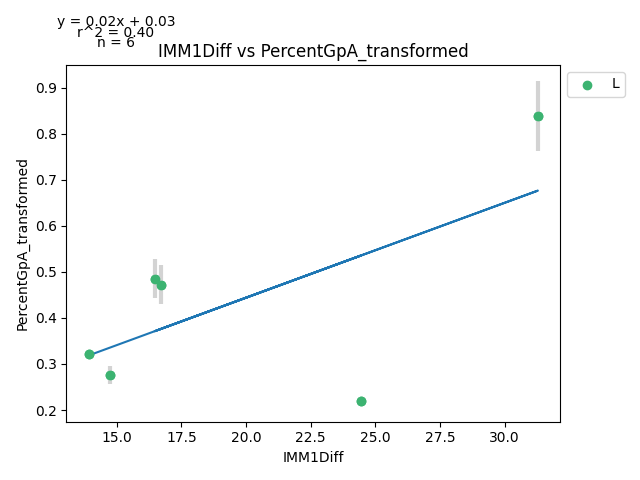 y = 0.02x + 0.03
r^2 = 0.40
n = 6
IMM1Diff vs PercentGpA_transformed
L
0.9
0.8
0.7
0.6
0.5
0.4
0.3
0.2
PercentGpA_transformed
15.0 17.5 20.0 22.5 25.0 27.5 30.0
IMM1Diff